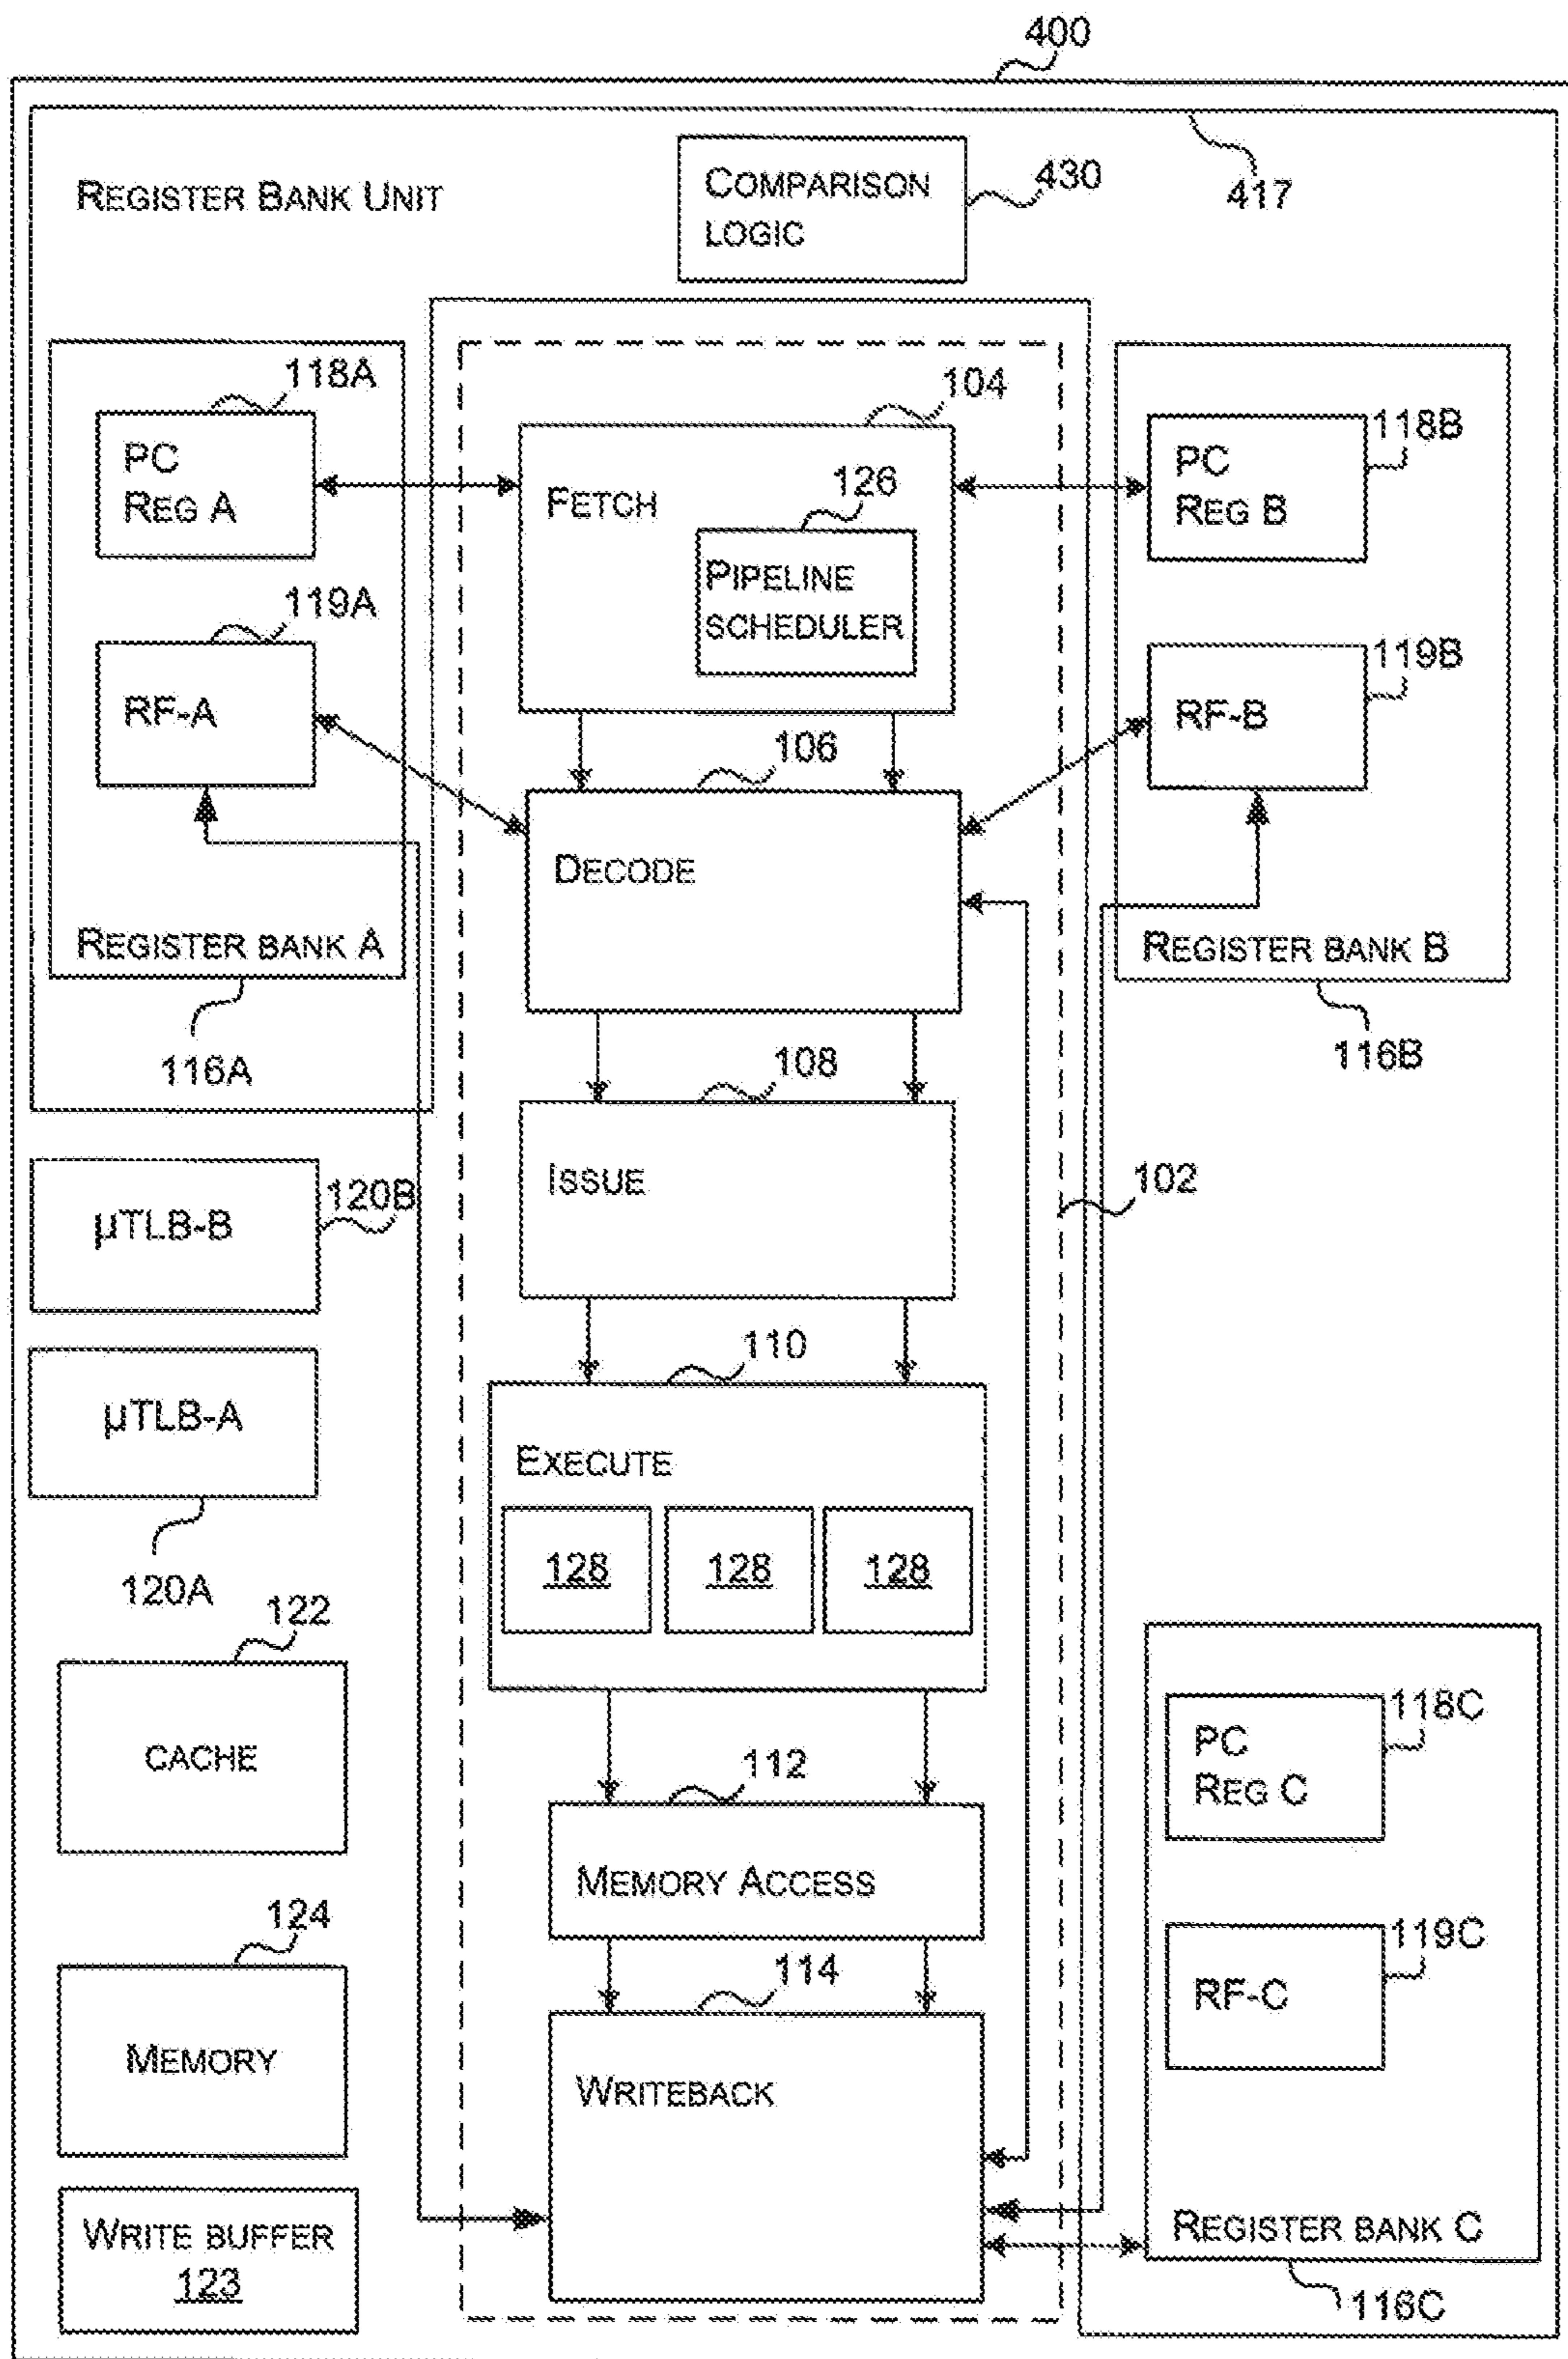 400
417
REGISTER BANK UNIT
COMPARISON
LOGIC
430
118A
PC
REG A
104
FETCH
126
PIPELINE
SCHEDULER
118B
PC
REG B
119A
RF-A
119B
RF-B
106
DECODE
REGISTER BANK A
116A
REGISTER BANK B
116B
108
ISSUE
102
µTLB-B
120B
µTLB-A
120A
110
EXECUTE
128
128
128
122
CACHE
118C
PC
REG C
112
MEMORY ACCESS
124
MEMORY
119C
RF-C
114
WRITEBACK
WRITE BUFFER
123
REGISTER BANK C
116C